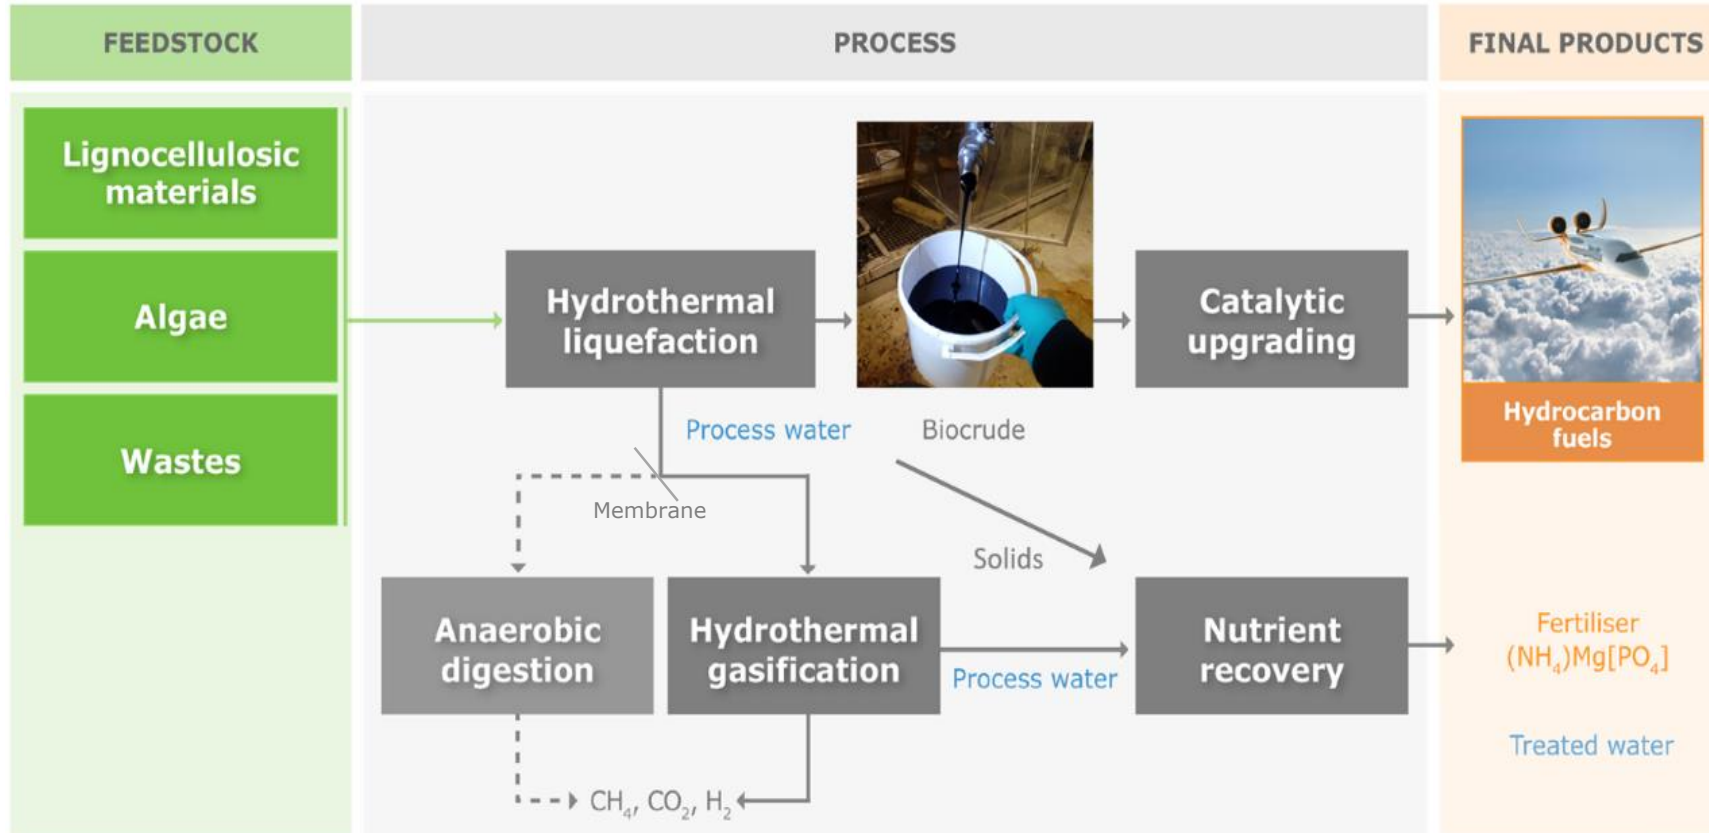 FEEDSTOCK
PROCESS
FINAL PRODUCTS
Lignocellulosic
materials
Algae
Wastes
Hydrothermal
liquefaction
Catalytic
upgrading
Hydrocarbon
fuels
Process water
Biocrude
Membrane
Solids
Anaerobic
digestion
Hydrothermal
gasification
Process water
Nutrient
recovery
Fertiliser
(NH₄)Mg[PO₄]
Treated water
CH₄, CO₂, H₂